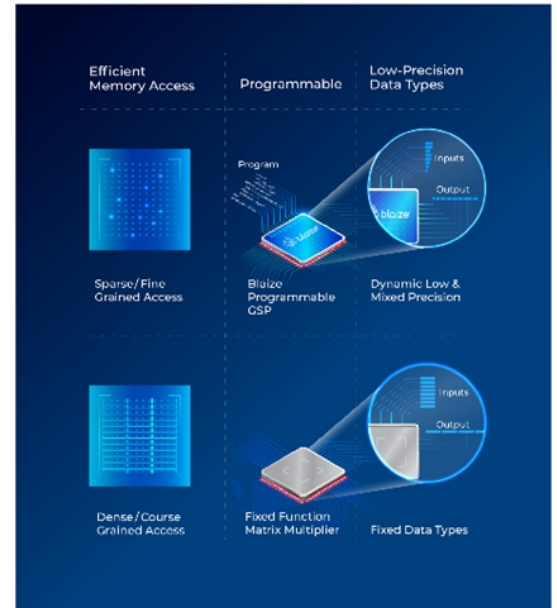 Efficient
Memory Access
Programmable
Low-Precision
Data Types
Program
Inputs
Output
blaize
blaize
Sparse/Fine
Grained Access
Blaize
Programmable
GSP
Dynamic Low &
Mixed Precision
Inputs
Output
Dense/Course
Grained Access
Fixed Function
Matrix Multiplier
Fixed Data Types